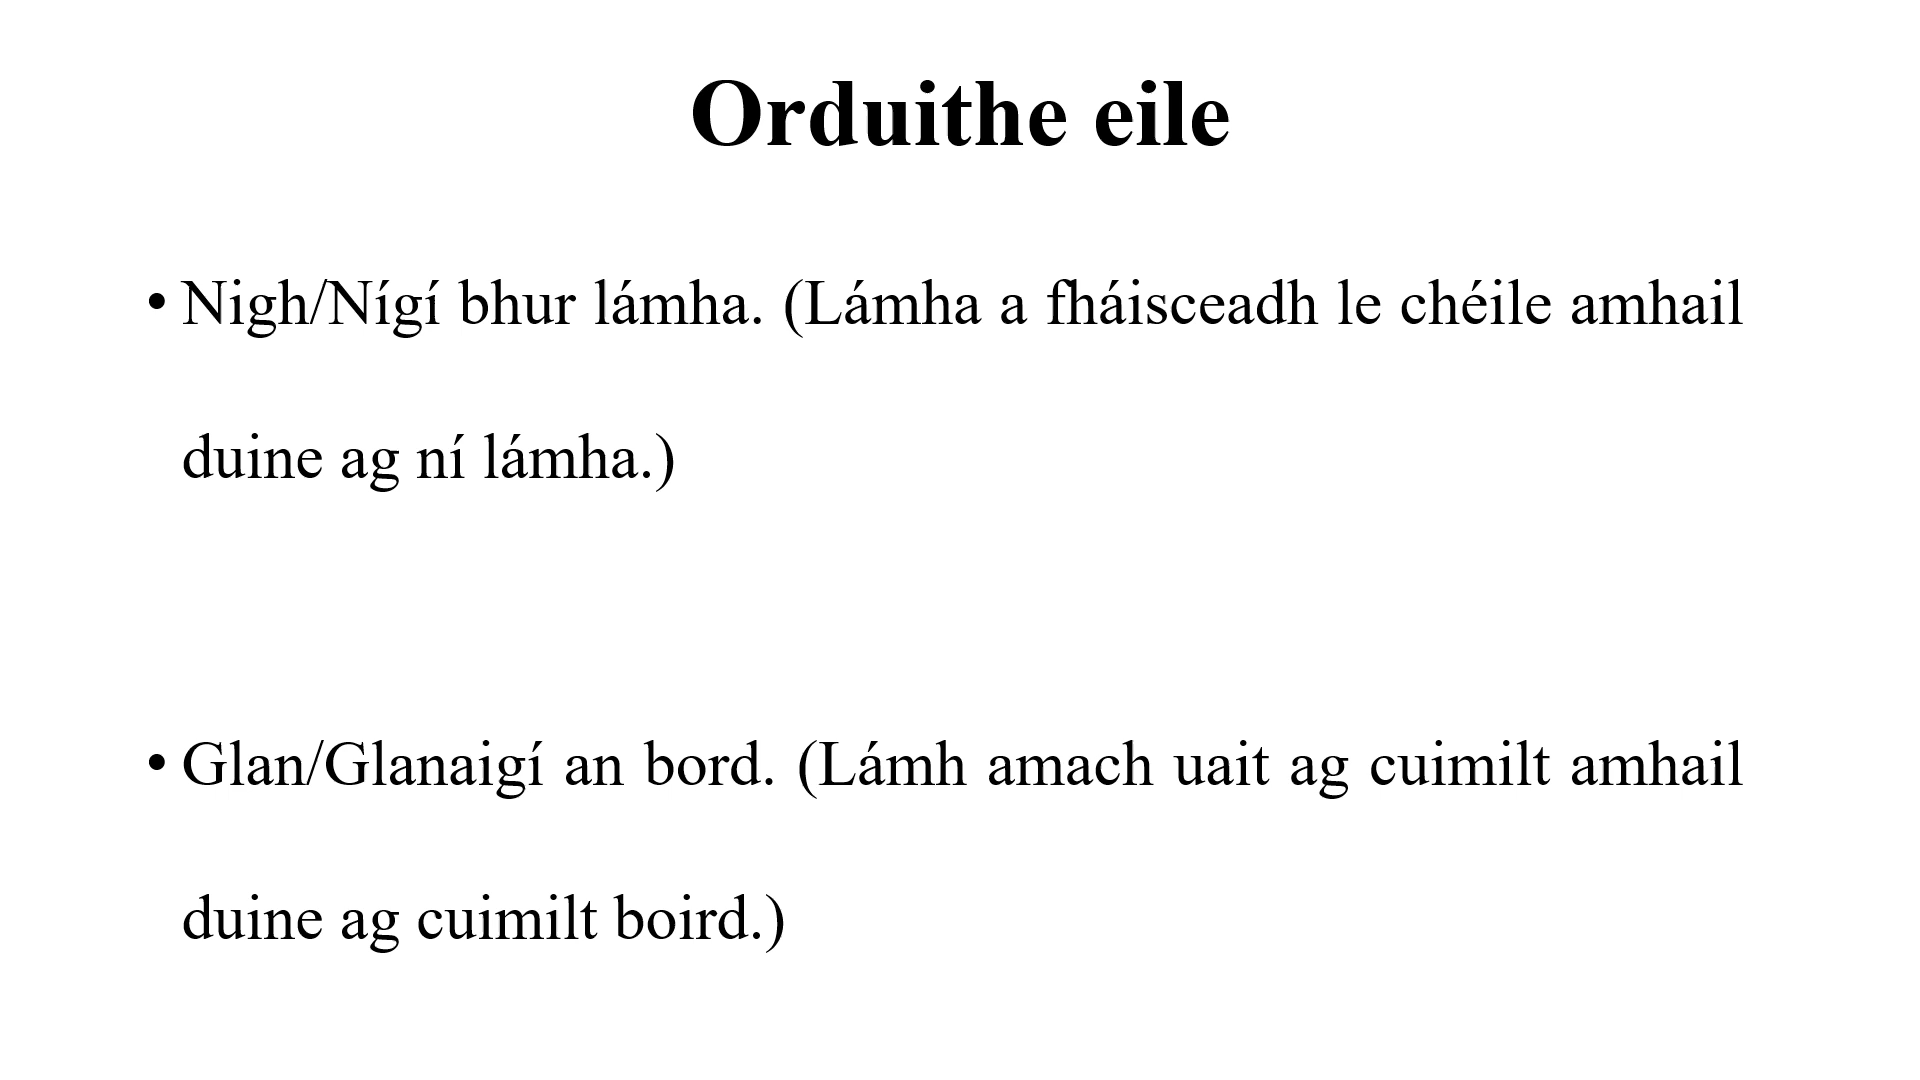 Orduithe eile
• Nigh/Nígí bhur lámha. (Lámha a fháisceadh le chéile amhail
duine ag ní lámha.)
• Glan/Glanaigí an bord. (Lámh amach uait ag cuimilt amhail
duine ag cuimilt boird.)